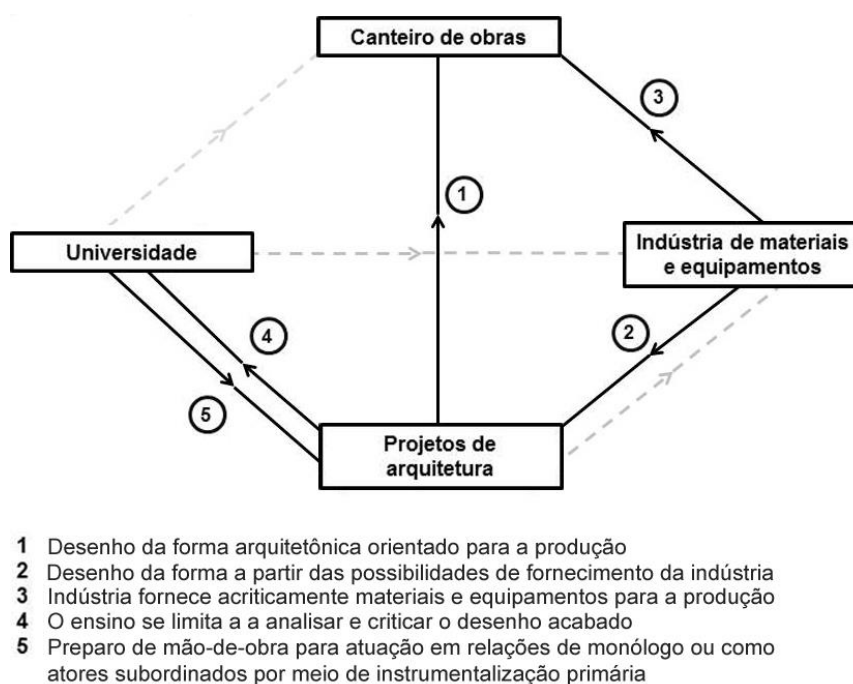 Canteiro de obras
3
1
Universidade
Indústria de materiais
e equipamentos
4
2
5
Projetos de
arquitetura
1 Desenho da forma arquitetônica orientado para a produção
2 Desenho da forma a partir das possibilidades de fornecimento da indústria
3 Indústria fornece acriticamente materiais e equipamentos para a produção
4 O ensino se limita a a analisar e criticar o desenho acabado
5 Preparo de mão-de-obra para atuação em relações de monólogo ou como
atores subordinados por meio de instrumentalização primária